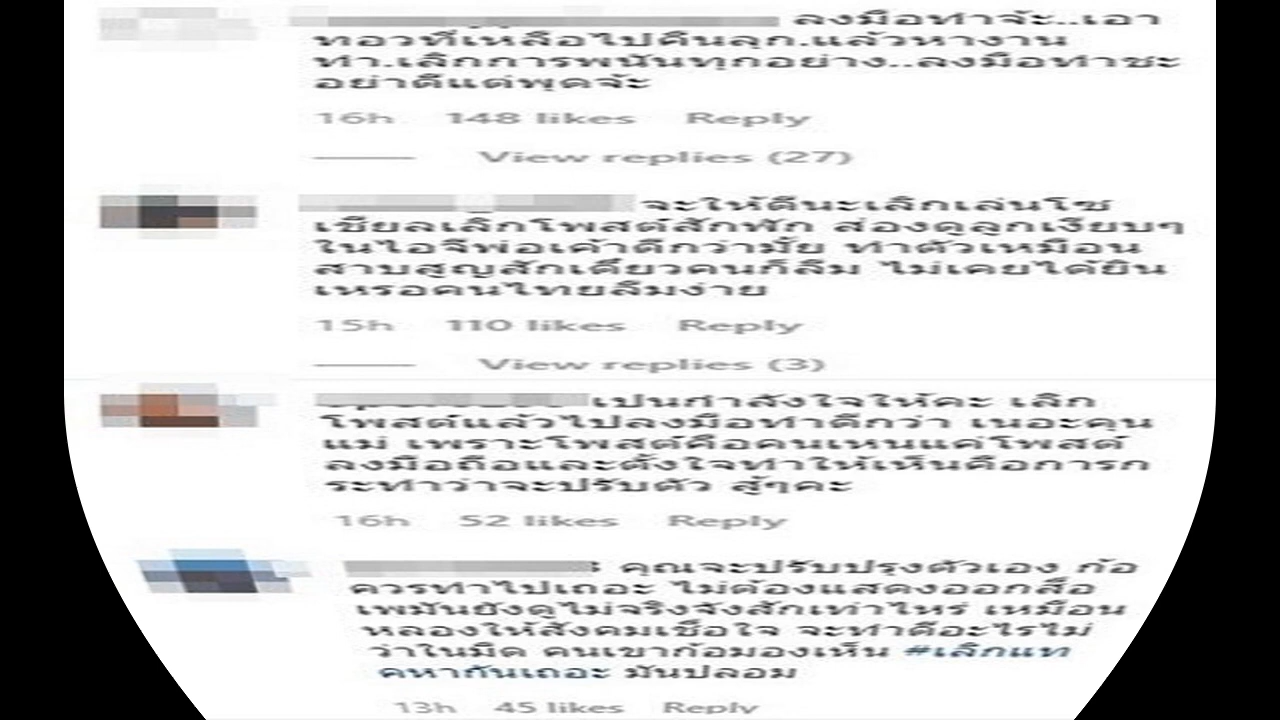 ลงมือทำจ้ะ..เอา
ทองที่เหลือไปคืนลูก.แล้วหางาน
ทำ.เลิกการพนันทุกอย่าง..ลงมือทำซะ
อย่าดีแต่พูดจ้ะ
16h 148 likes Reply
View replies (27)
จะให้ดีนะเลิกเล่นโซ
เชียลเลิกโพสต์สักพัก ส่องดูลูกเงียบๆ
ในไอจีพ่อเค้าดีกว่ามั้ย ทำตัวเหมือน
สาบสูญสักเดี๋ยวคนก็ลืม ไม่เคยได้ยิน
เหรอคนไทยลืมง่าย
15h 110 likes Reply
View replies (3)
เป็นกำลังใจให้คะ เลิก
โพสต์แล้วไปลงมือทำดีกว่า เนอะคุณ
แม่ เพราะโพสต์คือคนเหนแค่โพสต์
ลงมือถือและตั้งใจทำให้เห็นคือการก
ระทำว่าจะปรับตัว สู้ๆคะ
16h 52 likes Reply
คุณจะปรับปรุงตัวเอง ก้อ
ควรทำไปเถอะ ไม่ต้องแสดงออกสื่อ
เพมันยังดูไม่จริงจังสักเท่าไหร่ เหมือน
หลองให้สังคมเชื่อใจ จะทำดีอะไรไม่
ว่าในมืด คนเขาก้อมองเห็น #เลิกแท
คหากันเถอะ มันปลอม
13h 45 likes Reply